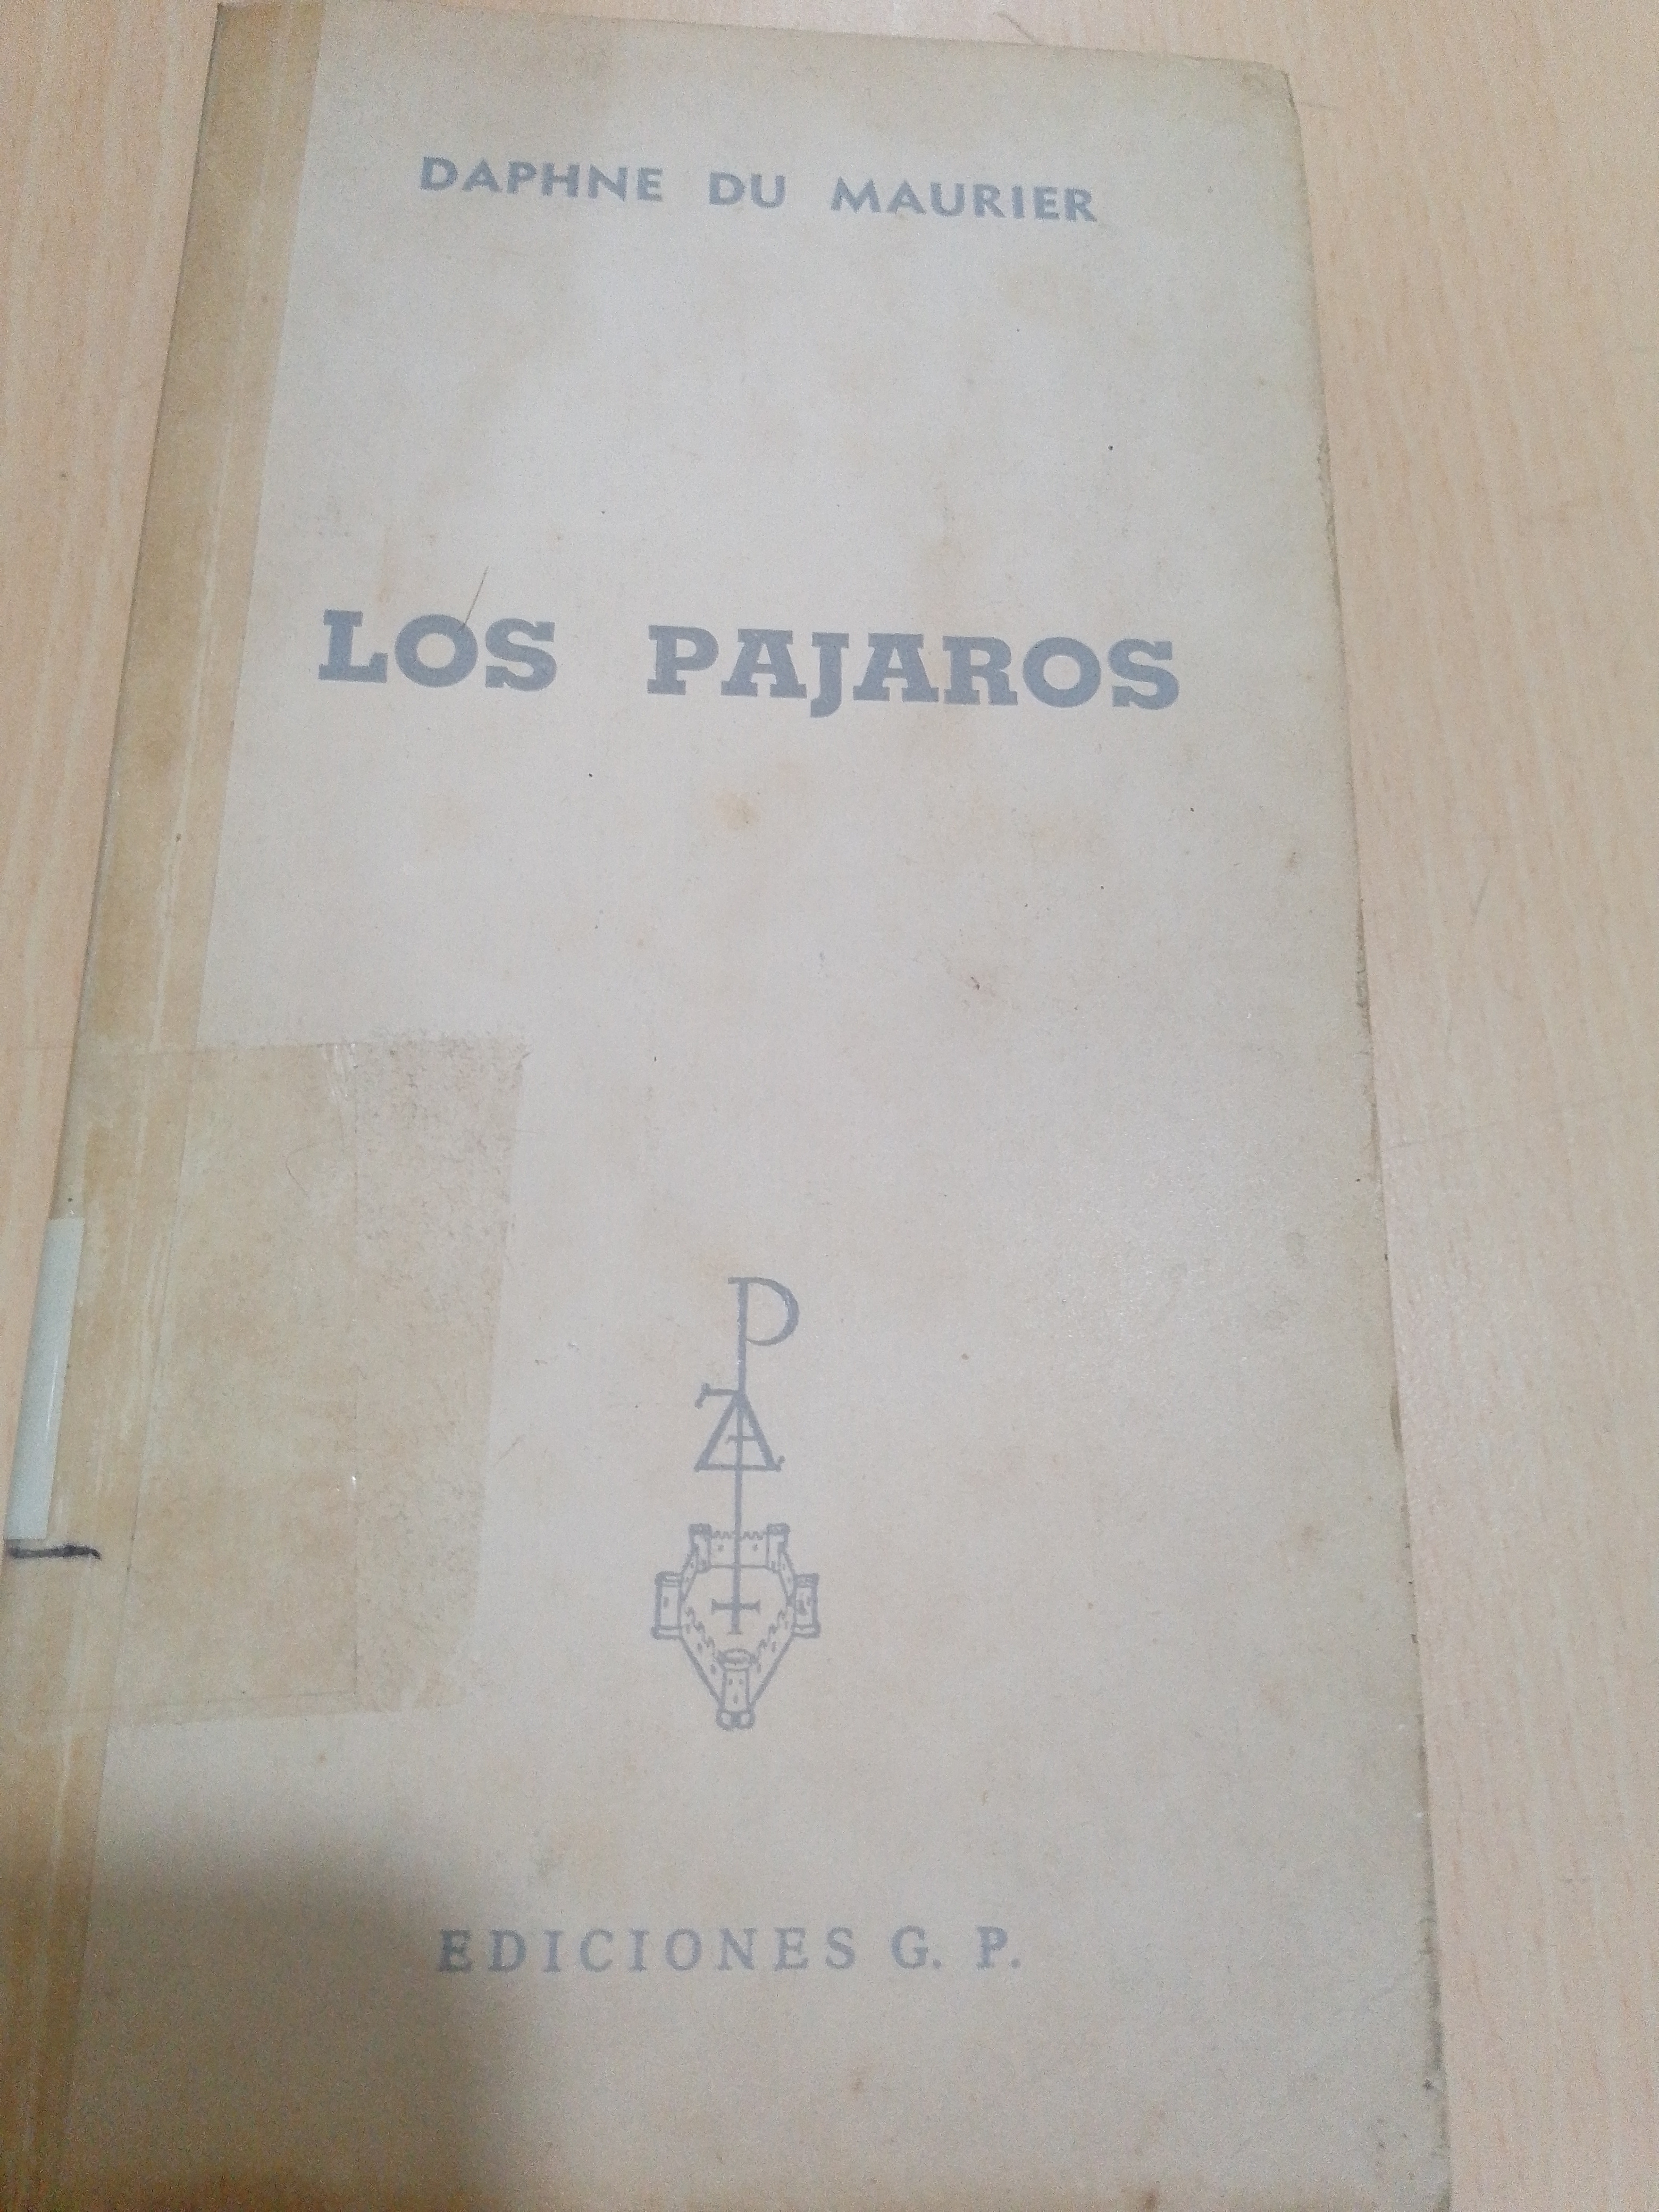 DAPHNE DU MAURIER
LOS PAJAROS
P
Z A
EDICIONES G. P.